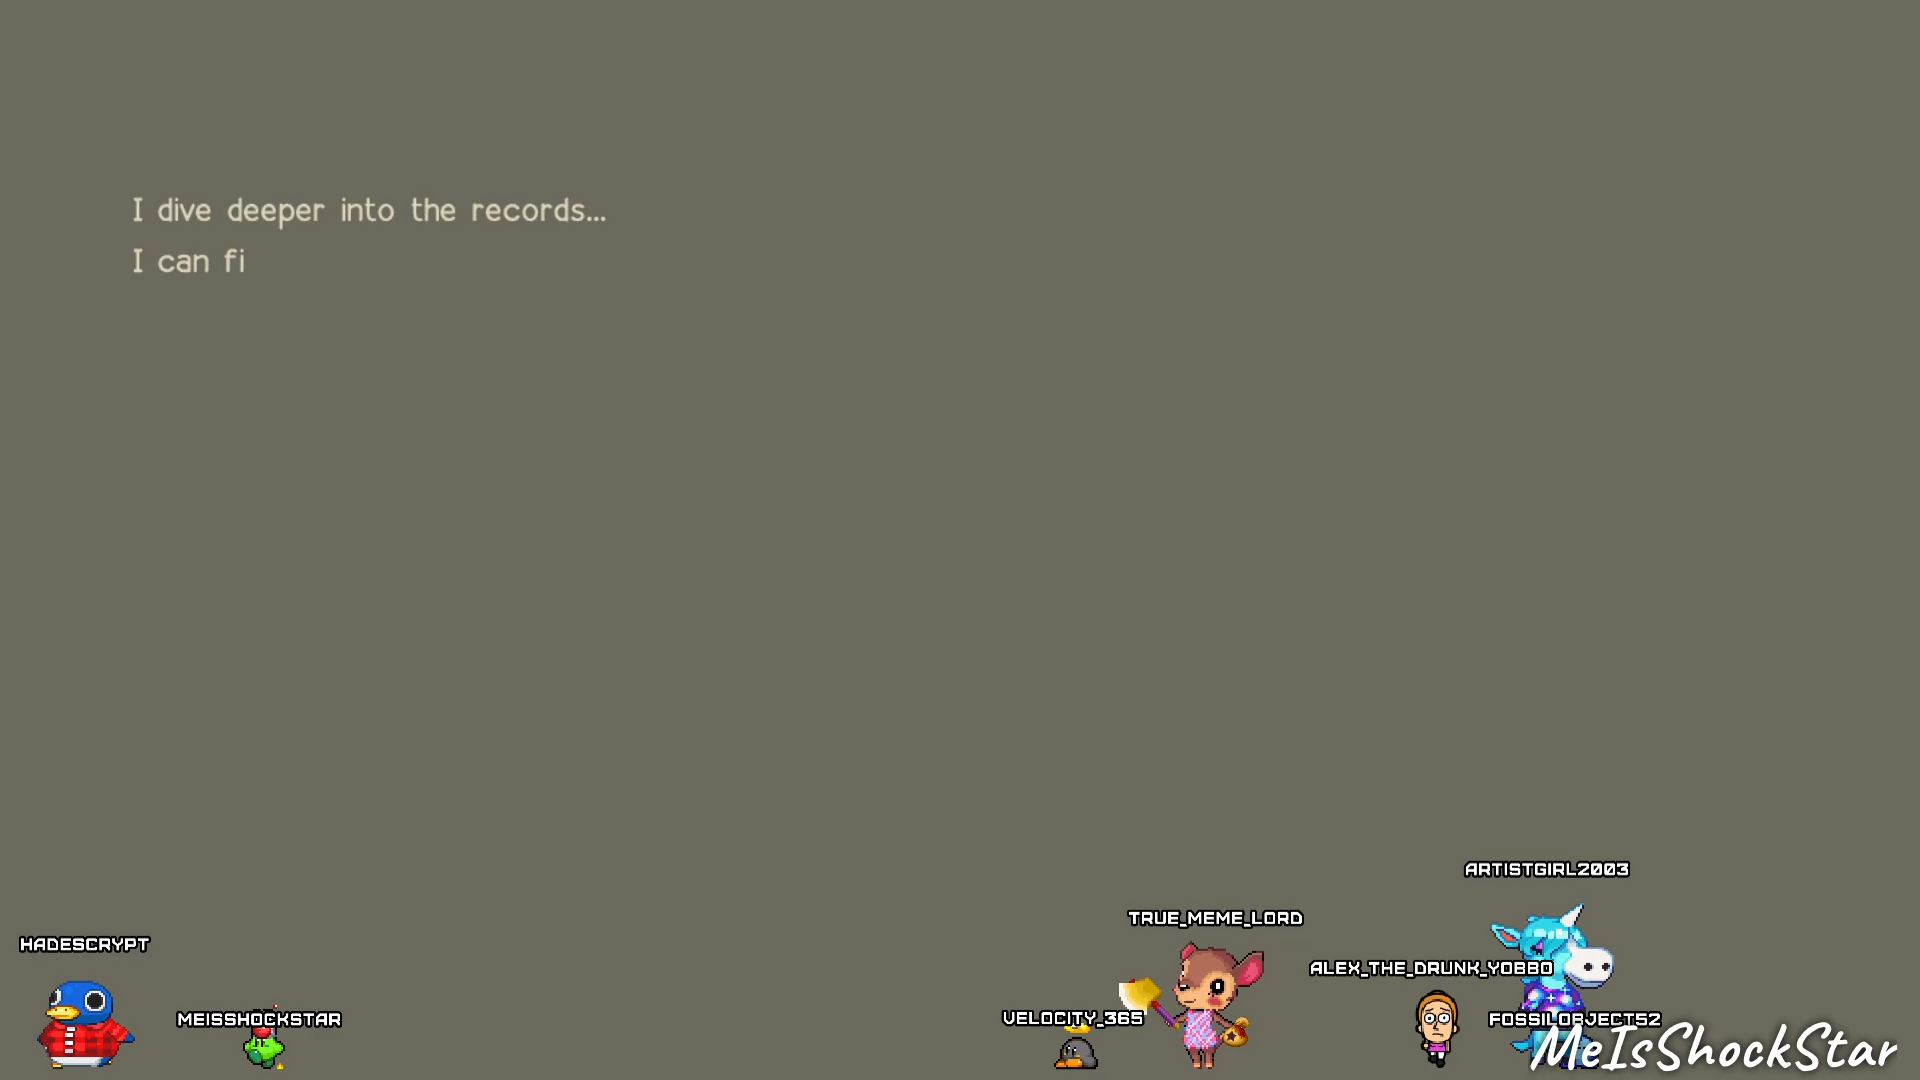 I dive deeper into the records...
I can fi
ARTISTGIRL2003
TRUE_MEME_LORD
HADESCRYPT
ALEX_THE_DRUNK_YOBBO
MEISSHOCKSTAR
VELOCITY_365
FOSSILOBJECT52
MeIsShockStar